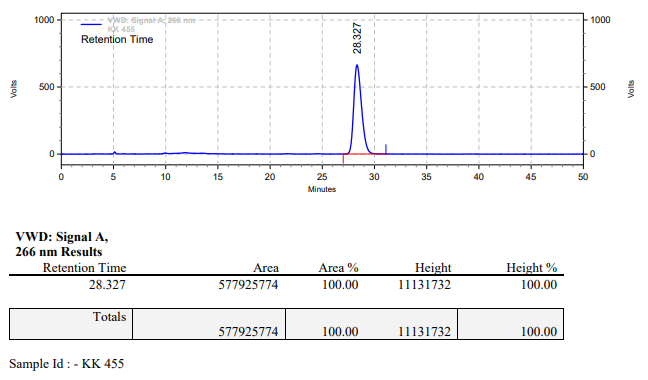 VWD: Signal A, 266 nm
KK 455
Retention Time
28.327
1000
500
0
Volts
1000
500
0
Volts
0 5 10 15 20 25 30 35 40 45 50
Minutes
VWD: Signal A,
266 nm Results
Retention Time Area Area % Height Height %
28.327 577925774 100.00 11131732 100.00
Totals
577925774 100.00 11131732 100.00
Sample Id : - KK 455